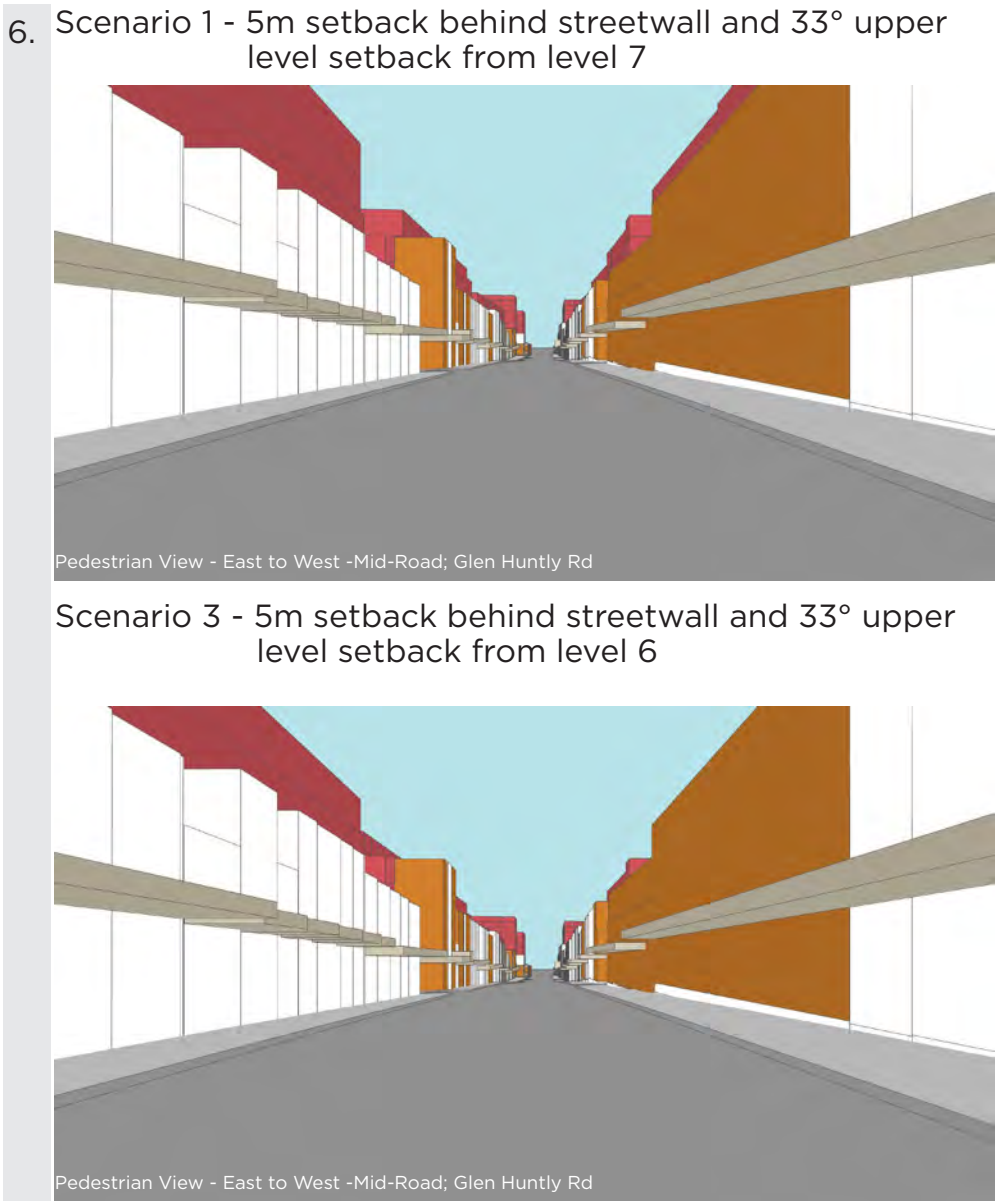 6.
Scenario 1 - 5m setback behind streetwall and 33° upper
level setback from level 7
Pedestrian View - East to West -Mid-Road; Glen Huntly Rd
Scenario 3 - 5m setback behind streetwall and 33° upper
level setback from level 6
Pedestrian View - East to West -Mid-Road; Glen Huntly Rd